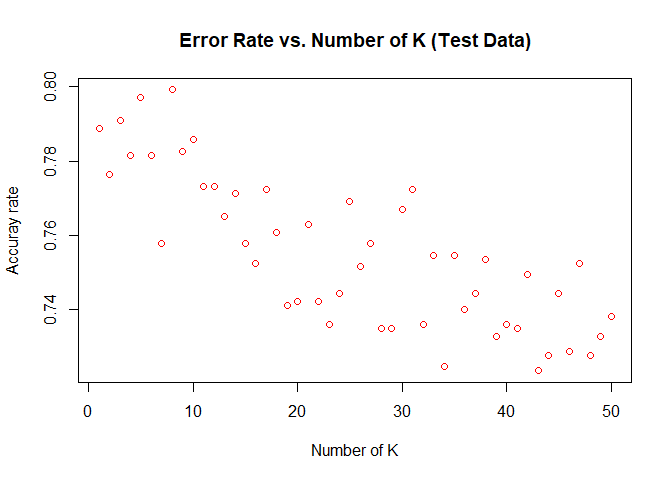 Error Rate vs. Number of K (Test Data)
Accuray rate
0.80
0.78
0.76
0.74
0 10 20 30 40 50
Number of K